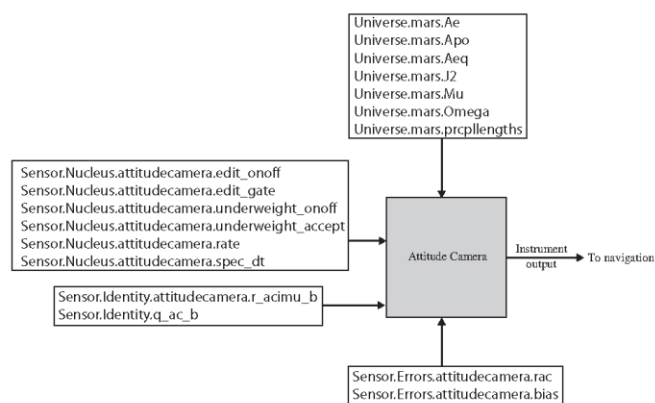 Universe.mars.Ae
Universe.mars.Apo
Universe.mars.Aeq
Universe.mars.J2
Universe.mars.Mu
Universe.mars.Omega
Universe.mars.prcpllengths
Sensor.Nucleus.attitudecamera.edit_onoff
Sensor.Nucleus.attitudecamera.edit_gate
Sensor.Nucleus.attitudecamera.underweight_onoff
Sensor.Nucleus.attitudecamera.underweight_accept
Sensor.Nucleus.attitudecamera.rate
Sensor.Nucleus.attitudecamera.spec_dt
Attitude Camera
Instrument
output
To navigation
Sensor.Identity.attitudecamera.r_acimu_b
Sensor.Identity.q_ac_b
Sensor.Errors.attitudecamera.rac
Sensor.Errors.attitudecamera.bias